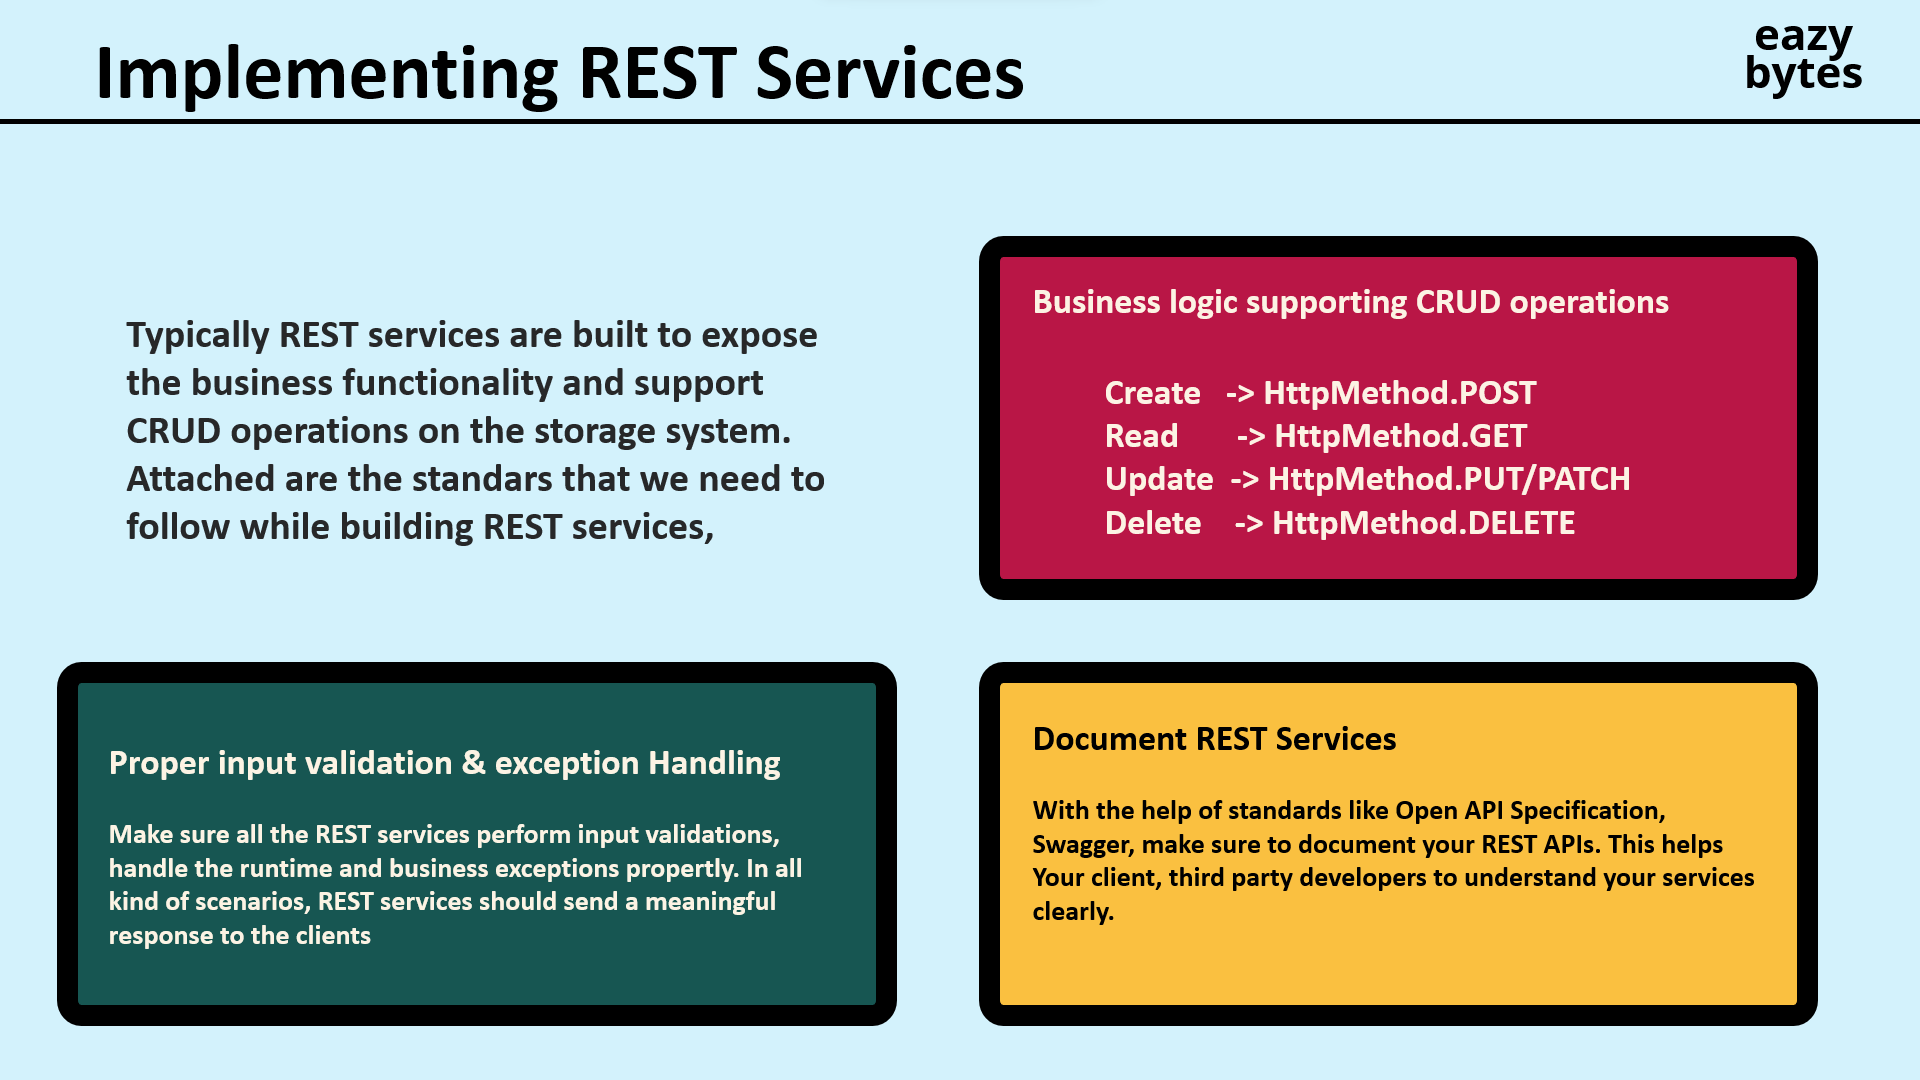 Implementing REST Services
eazy
bytes
Typically REST services are built to expose
the business functionality and support
CRUD operations on the storage system.
Attached are the standars that we need to
follow while building REST services,
Business logic supporting CRUD operations
Create -> HttpMethod.POST
Read -> HttpMethod.GET
Update -> HttpMethod.PUT/PATCH
Delete -> HttpMethod.DELETE
Proper input validation & exception Handling
Make sure all the REST services perform input validations,
handle the runtime and business exceptions propertly. In all
kind of scenarios, REST services should send a meaningful
response to the clients
Document REST Services
With the help of standards like Open API Specification,
Swagger, make sure to document your REST APIs. This helps
Your client, third party developers to understand your services
clearly.